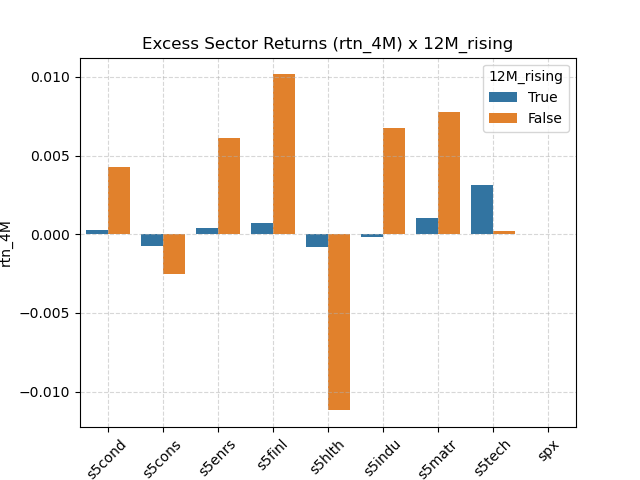 Excess Sector Returns (rtn_4M) x 12M_rising
12M_rising
True
False
0.010
0.005
0.000
−0.005
−0.010
rtn_4M
s5cond
s5cons
s5enrs
s5finl
s5hlth
s5indu
s5matr
s5tech
spx